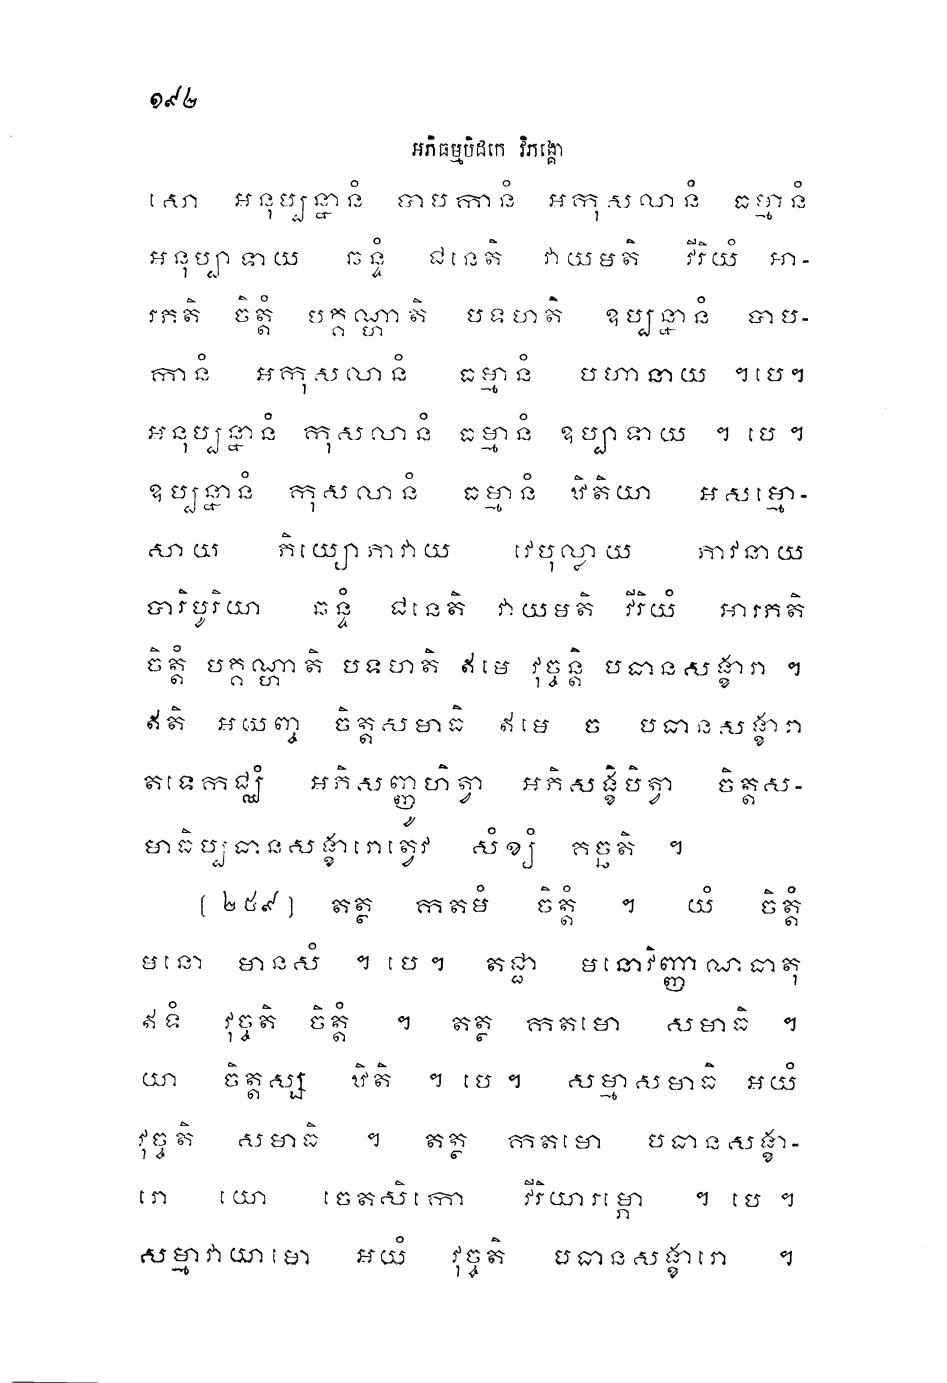 ១៩២
អភិធម្មបិដកេ វិភង្គោ
សោ អនុប្បន្នានំ បាបកានំ អកុសលានំ ធម្មានំ
អនុប្បាទាយ ឆន្ទំ ជនេតិ វាយមតិ វីរិយំ អា-
រភតិ ចិត្តំ បគ្គណ្ហាតិ បទហតិ ឧប្បន្នានំ បាប-
កានំ អកុសលានំ ធម្មានំ បហានាយ ។បេ។
អនុប្បន្នានំ កុសលានំ ធម្មានំ ឧប្បាទាយ ។ បេ ។
ឧប្បន្នានំ កុសលានំ ធម្មានំ ឋិតិយា អសម្មោ-
សាយ ភិយ្យោភាវាយ វេបុល្លាយ ភាវនាយ
បារិបូរិយា ឆន្ទំ ជនេតិ វាយមតិ វីរិយំ អារភតិ
ចិត្តំ បគ្គណ្ហាតិ បទហតិ ឥមេ វុច្ចន្តិ បធានសង្ខារា ។
ឥតិ អយញ្ច ចិត្តសមាធិ ឥមេ ច បធានសង្ខារា
តទេកជ្ឈំ អភិសញ្ញូហិត្វា អភិសង្ខិបិត្វា ចិត្តស-
មាធិប្បធានសង្ខារោត្វេវ សំខ្យំ គច្ឆតិ ។
(២៥៩) តត្ថ កតមំ ចិត្តំ ។ យំ ចិត្តំ
មនោ មានសំ ។ បេ ។ តជ្ជា មនោវិញ្ញាណធាតុ
ឥទំ វុច្ចតិ ចិត្តំ ។ តត្ថ កតមោ សមាធិ ។
យា ចិត្តស្ស ឋិតិ ។ បេ ។ សម្មាសមាធិ អយំ
វុច្ចតិ សមាធិ ។ តត្ថ កតមោ បធានសង្ខា-
រោ យោ ចេតសិកោ វីរិយារម្ភោ ។ បេ ។
សម្មាវាយាមោ អយំ វុច្ចតិ បធានសង្ខារោ ។